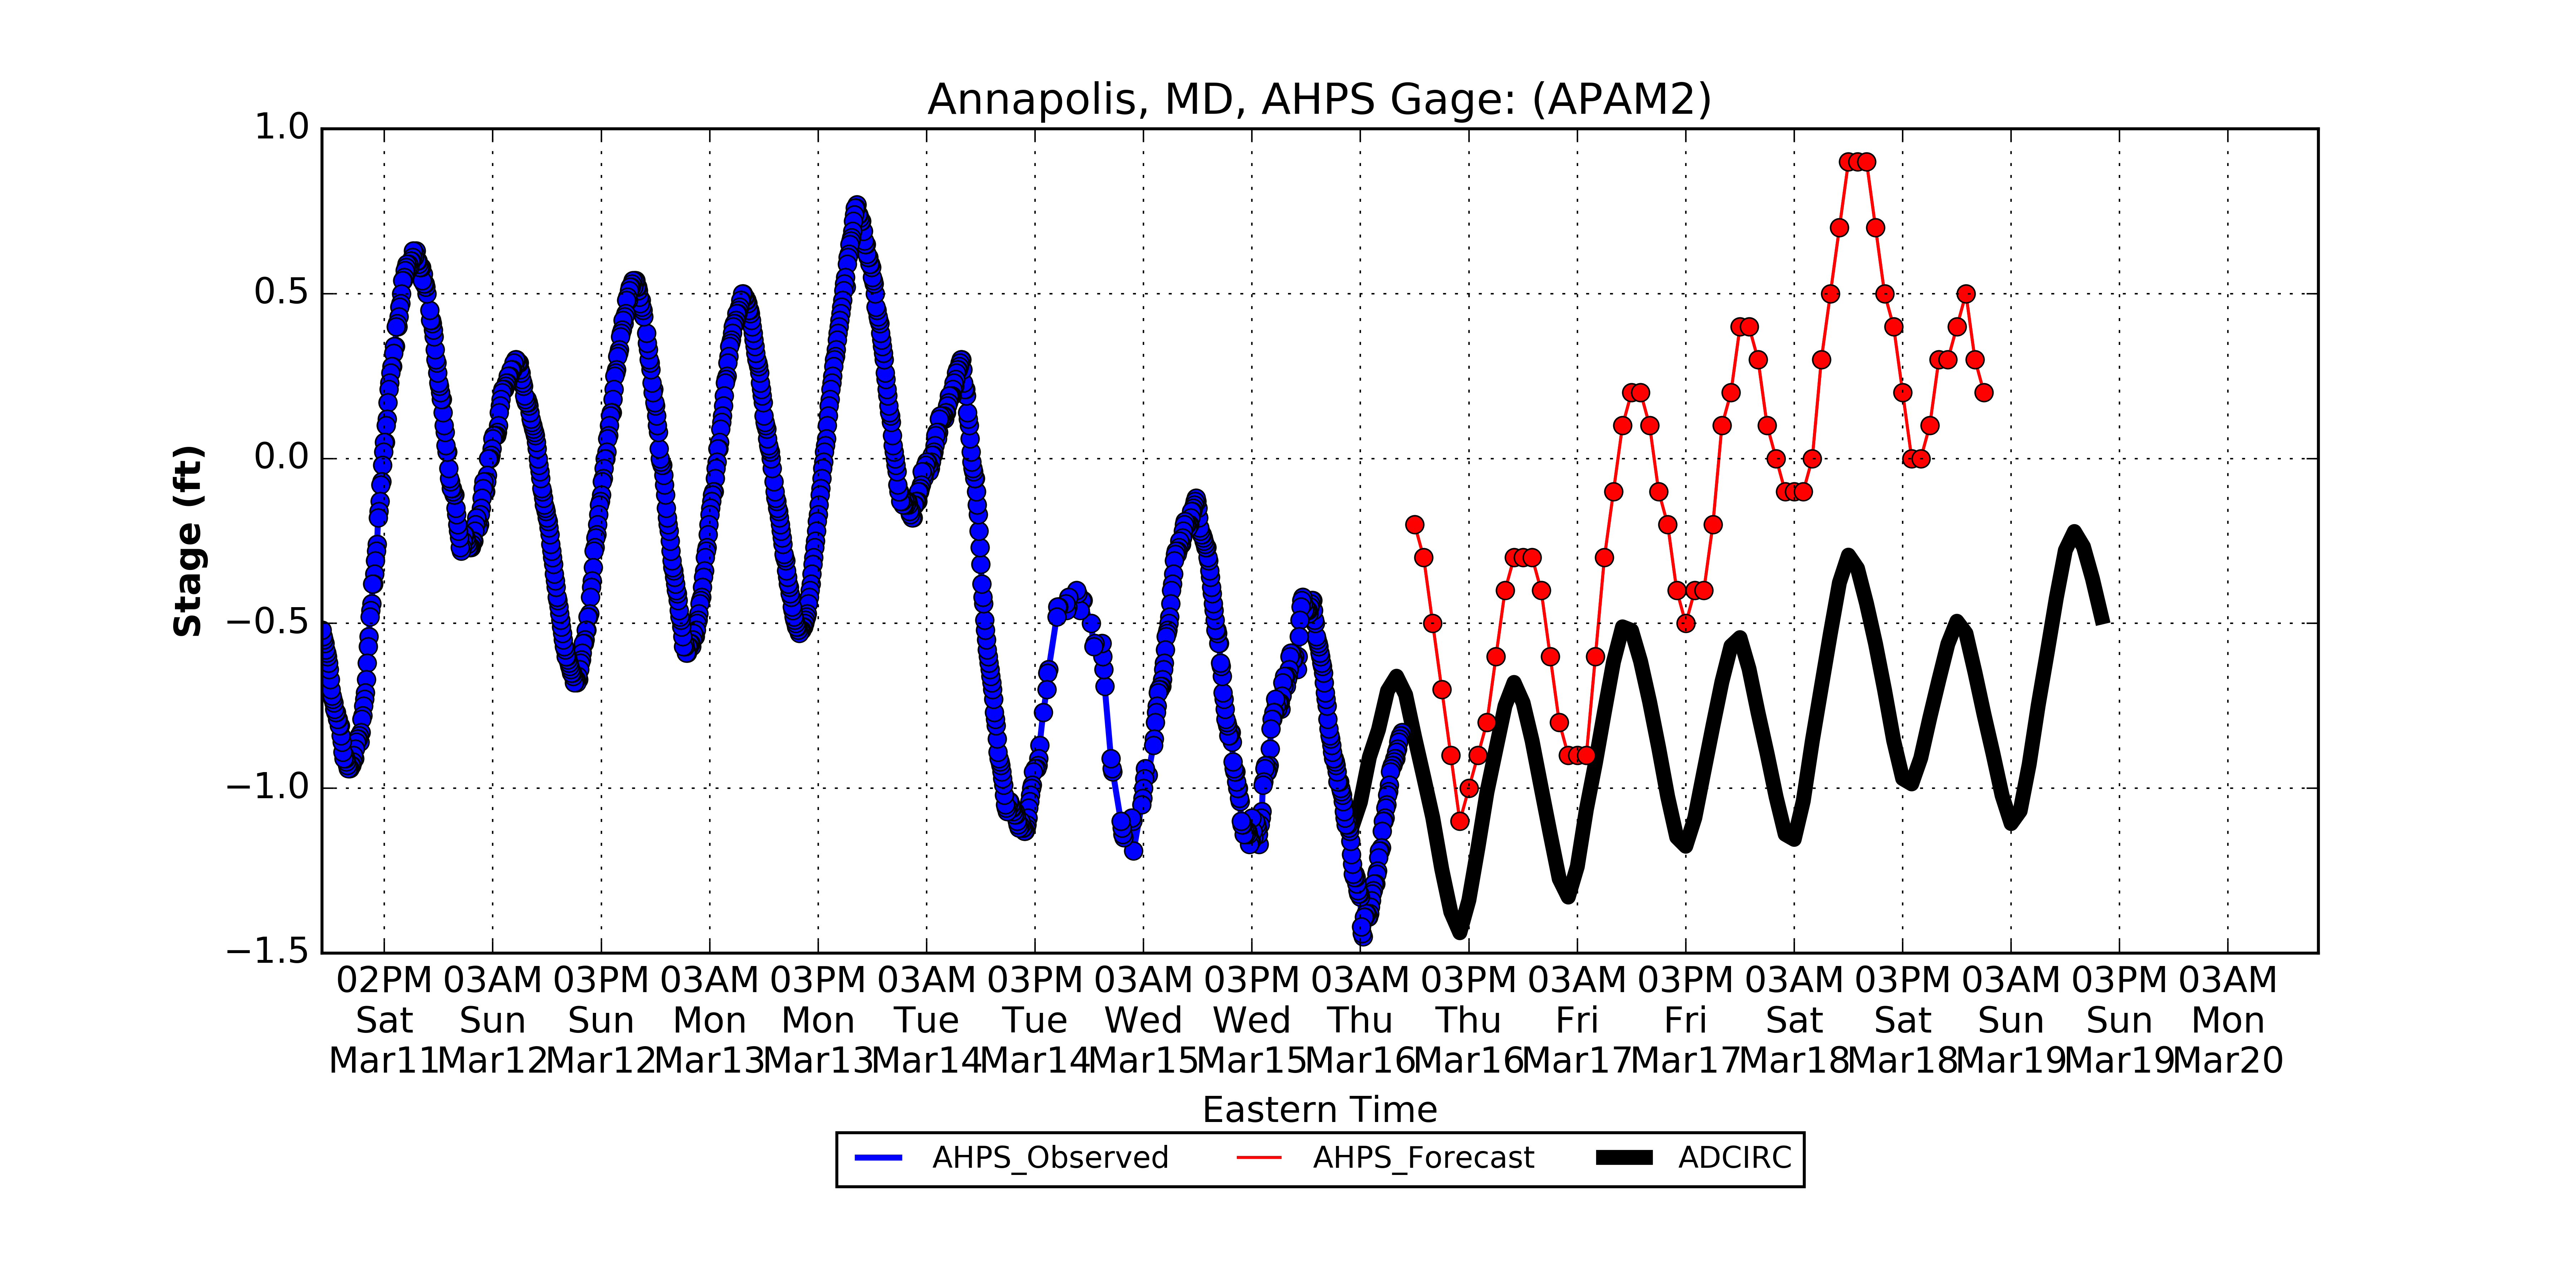 Annapolis, MD, AHPS Gage: (APAM2)
1.0
0.5
0.0
−0.5
−1.0
−1.5
Stage (ft)
02PM 03AM 03PM 03AM 03PM 03AM 03PM 03AM 03PM 03AM 03PM 03AM 03PM 03AM 03PM 03AM 03PM 03AM
Sat Sun Sun Mon Mon Tue Tue Wed Wed Thu Thu Fri Fri Sat Sat Sun Sun Mon
Mar11 Mar12 Mar12 Mar13 Mar13 Mar14 Mar14 Mar15 Mar15 Mar16 Mar16 Mar17 Mar17 Mar18 Mar18 Mar19 Mar19 Mar20
Eastern Time
AHPS_Observed AHPS_Forecast ADCIRC